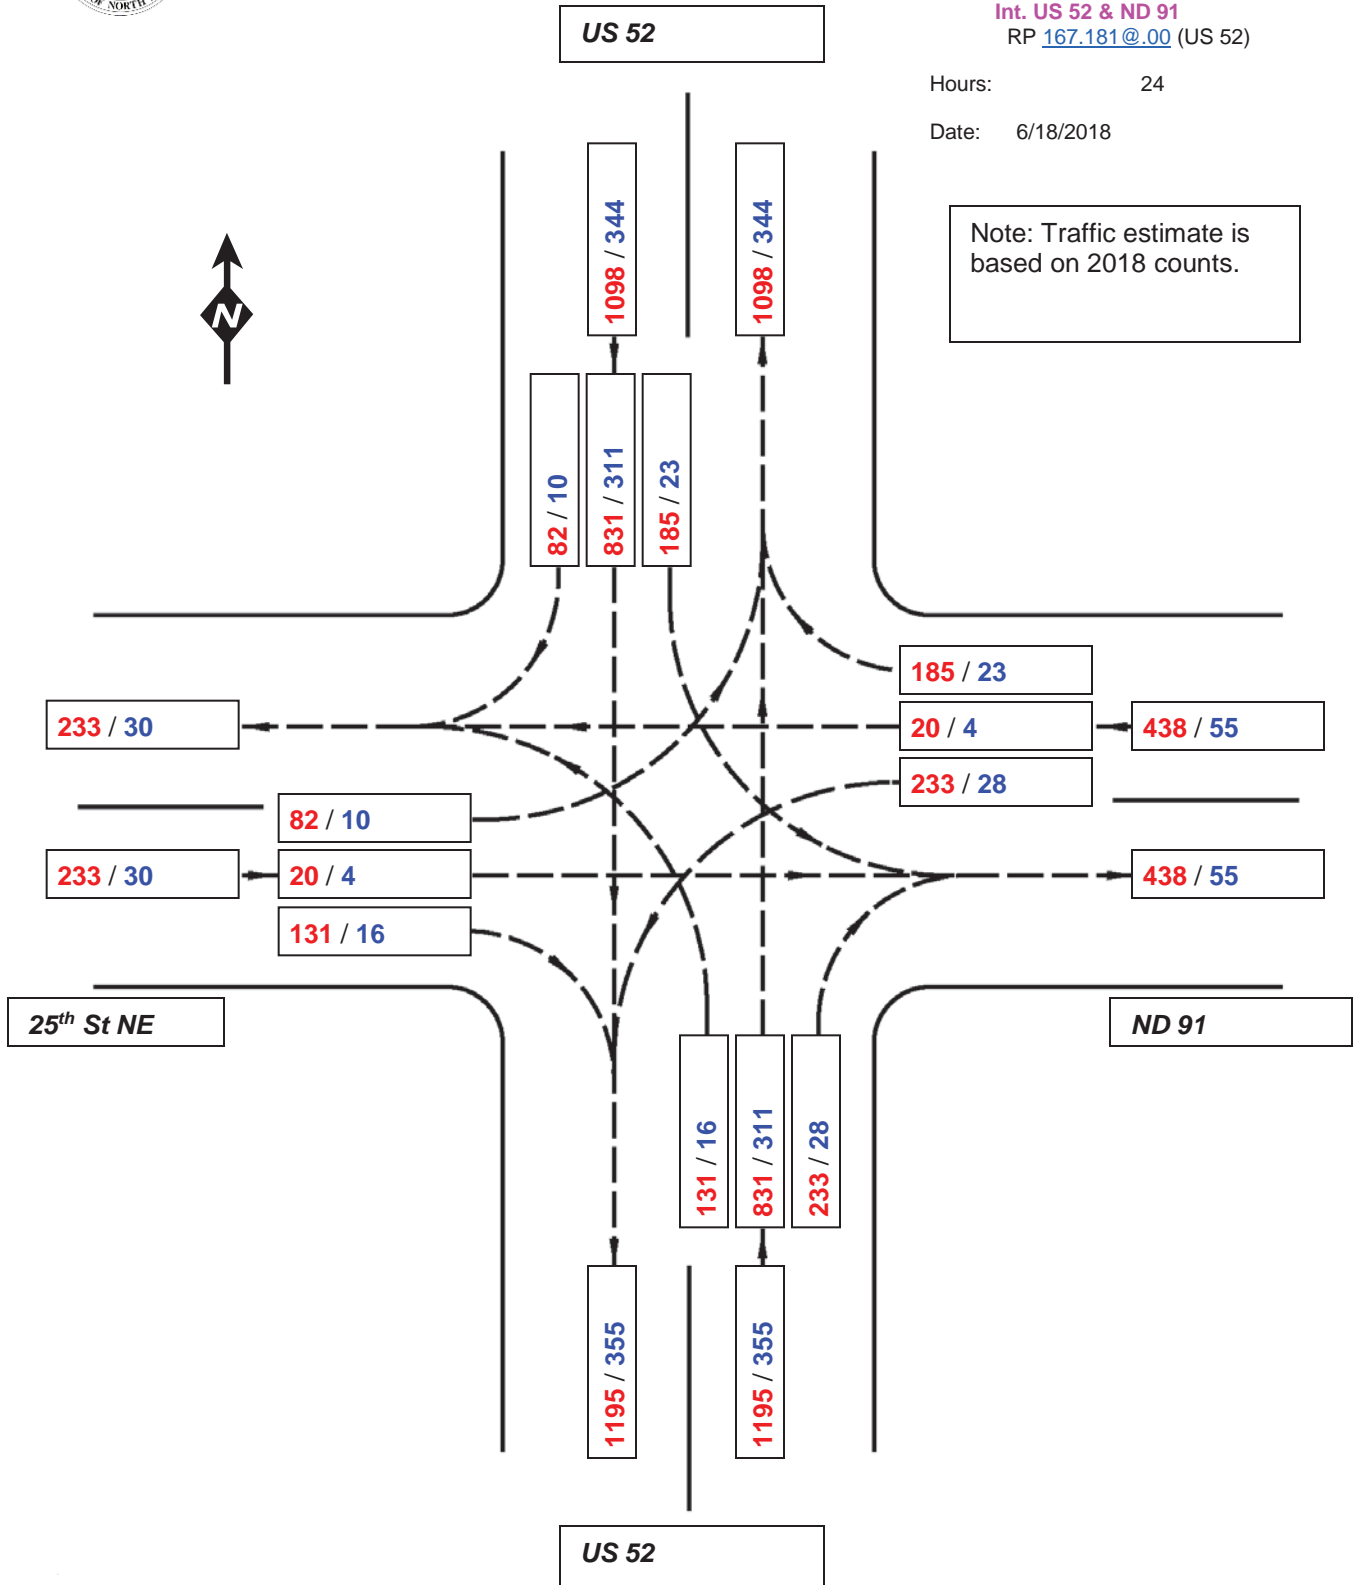 OF NORTH
US 52
Int. US 52 & ND 91
RP 167.181@.00 (US 52)
Hours: 24
Date: 6/18/2018
Note: Traffic estimate is
based on 2018 counts.
1098 / 344
1098 / 344
82 / 10
831 / 311
185 / 23
N
185 / 23
233 / 30
20 / 4
438 / 55
233 / 28
82 / 10
233 / 30
20 / 4
438 / 55
131 / 16
25th St NE
ND 91
131 / 16
831 / 311
233 / 28
1195 / 355
1195 / 355
US 52